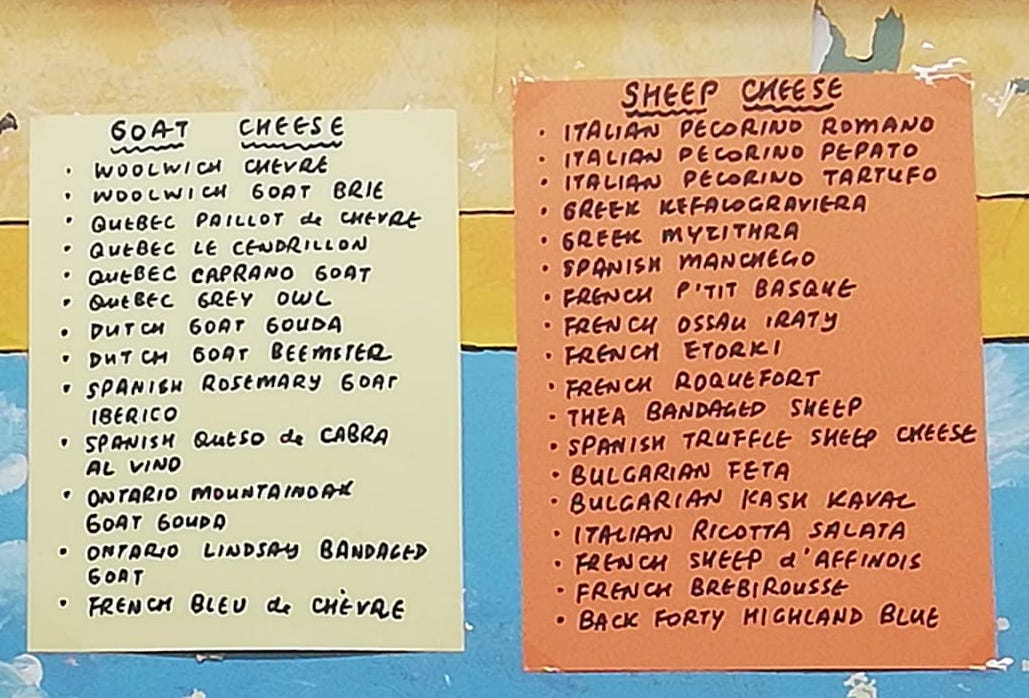 GOAT CHEESE
• WOOLWICH CHEVRE
• WOOLWICH GOAT BRIE
• QUEBEC PAILLOT de CHEVRE
• QUEBEC LE CENDRILLON
• QUEBEC CAPRANO GOAT
• QUEBEC GREY OWL
• DUTCH GOAT GOUDA
• DUTCH GOAT BEEMSTER
• SPANISH ROSEMARY GOAT
IBERICO
• SPANISH QUESO de CABRA
AL VINO
• ONTARIO MOUNTAINOAK
GOAT GOUDA
• ONTARIO LINDSAY BANDAGED
GOAT
• FRENCH BLEU de CHÈVRE
SHEEP CHEESE
• ITALIAN PECORINO ROMANO
• ITALIAN PECORINO PEPATO
• ITALIAN PECORINO TARTUFO
• GREEK KEFALOGRAVIERA
• GREEK MYZITHRA
• SPANISH MANCHEGO
• FRENCH P'TIT BASQUE
• FRENCH OSSAU IRATY
• FRENCH ETORKI
• FRENCH ROQUEFORT
• THEA BANDAGED SHEEP
• SPANISH TRUFFLE SHEEP CHEESE
• BULGARIAN FETA
• BULGARIAN KASH KAVAL
• ITALIAN RICOTTA SALATA
• FRENCH SHEEP d'AFFINOIS
• FRENCH BREBIROUSSE
• BACK FORTY HIGHLAND BLUE